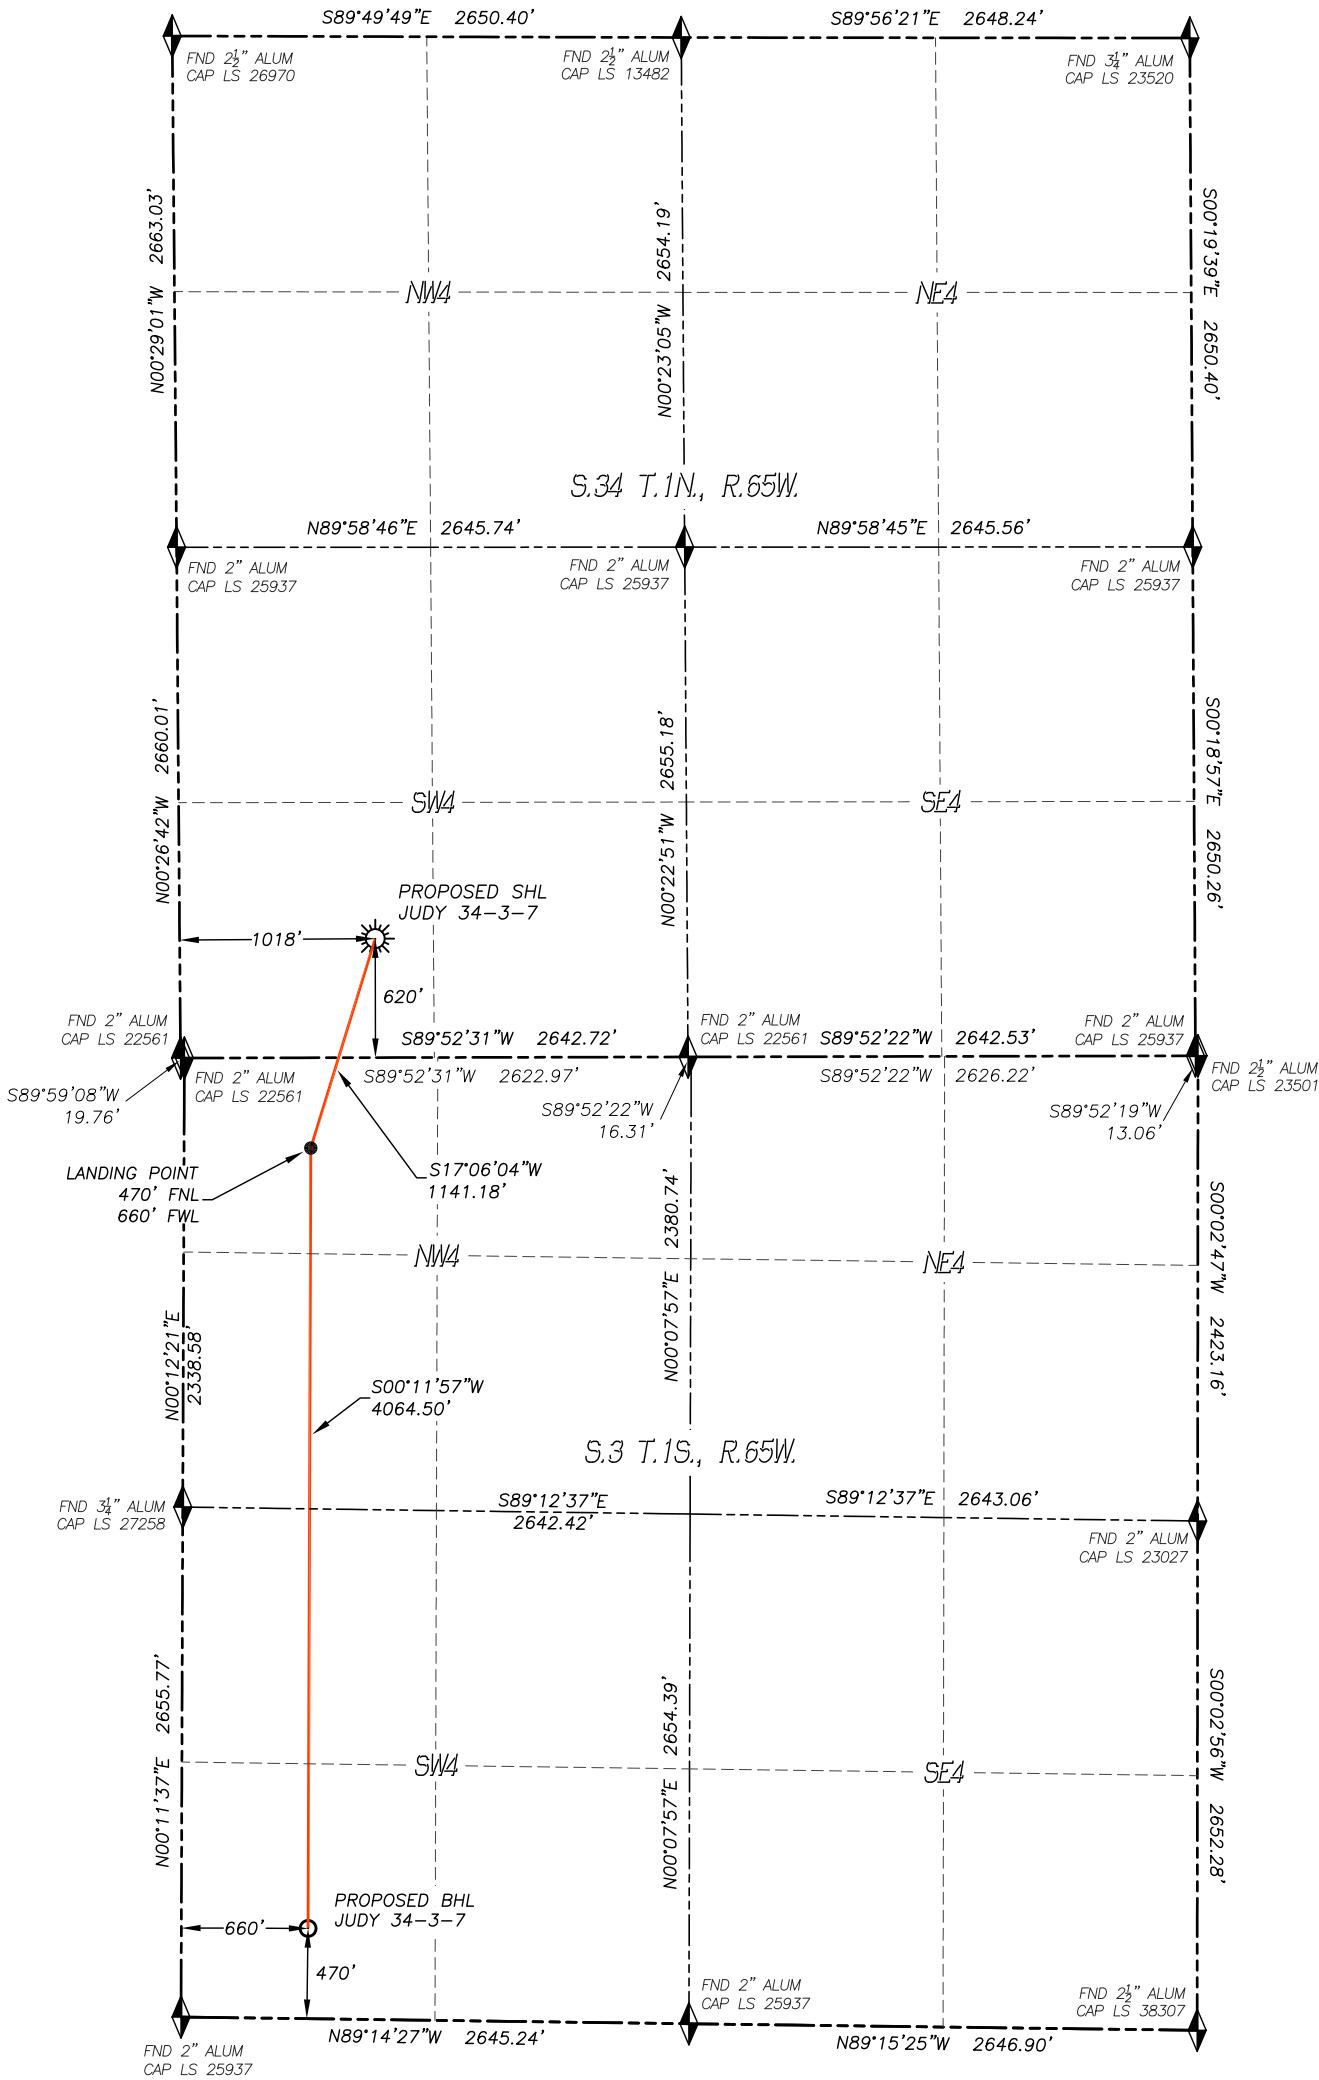 S89°49'49"E 2650.40'
S89°56'21"E 2648.24'
FND 2½" ALUM
CAP LS 26970
FND 2½" ALUM
CAP LS 13482
FND 3¼" ALUM
CAP LS 23520
N00°29'01"W 2663.03'
N00°23'05"W 2654.19'
S00°19'39"E 2650.40'
NW4
NE4
S.34 T.1N., R.65W.
N89°58'46"E 2645.74'
N89°58'45"E 2645.56'
FND 2" ALUM
CAP LS 25937
FND 2" ALUM
CAP LS 25937
FND 2" ALUM
CAP LS 25937
N00°26'42"W 2660.01'
N00°22'51"W 2655.18'
S00°18'57"E 2650.26'
SW4
SE4
PROPOSED SHL
JUDY 34-3-7
1018'
620'
FND 2" ALUM
CAP LS 22561
S89°52'31"W 2642.72'
FND 2" ALUM
CAP LS 22561
S89°52'22"W 2642.53'
FND 2" ALUM
CAP LS 25937
S89°59'08"W
19.76'
FND 2" ALUM
CAP LS 22561
S89°52'31"W 2622.97'
S89°52'22"W
16.31'
S89°52'22"W 2626.22'
S89°52'19"W
13.06'
FND 2½" ALUM
CAP LS 23501
LANDING POINT
470' FNL
660' FWL
S17°06'04"W
1141.18'
N00°12'21"E
2338.58'
N00°07'57"E 2380.74'
S00°02'47"W 2423.16'
NW4
NE4
S00°11'57"W
4064.50'
S.3 T.1S., R.65W.
FND 3¼" ALUM
CAP LS 27258
S89°12'37"E
2642.42'
S89°12'37"E 2643.06'
FND 2" ALUM
CAP LS 23027
N00°11'37"E 2655.77'
N00°07'57"E 2654.39'
S00°02'56"W 2652.28'
SW4
SE4
PROPOSED BHL
JUDY 34-3-7
660'
470'
FND 2" ALUM
CAP LS 25937
N89°14'27"W 2645.24'
FND 2" ALUM
CAP LS 25937
N89°15'25"W 2646.90'
FND 2½" ALUM
CAP LS 38307